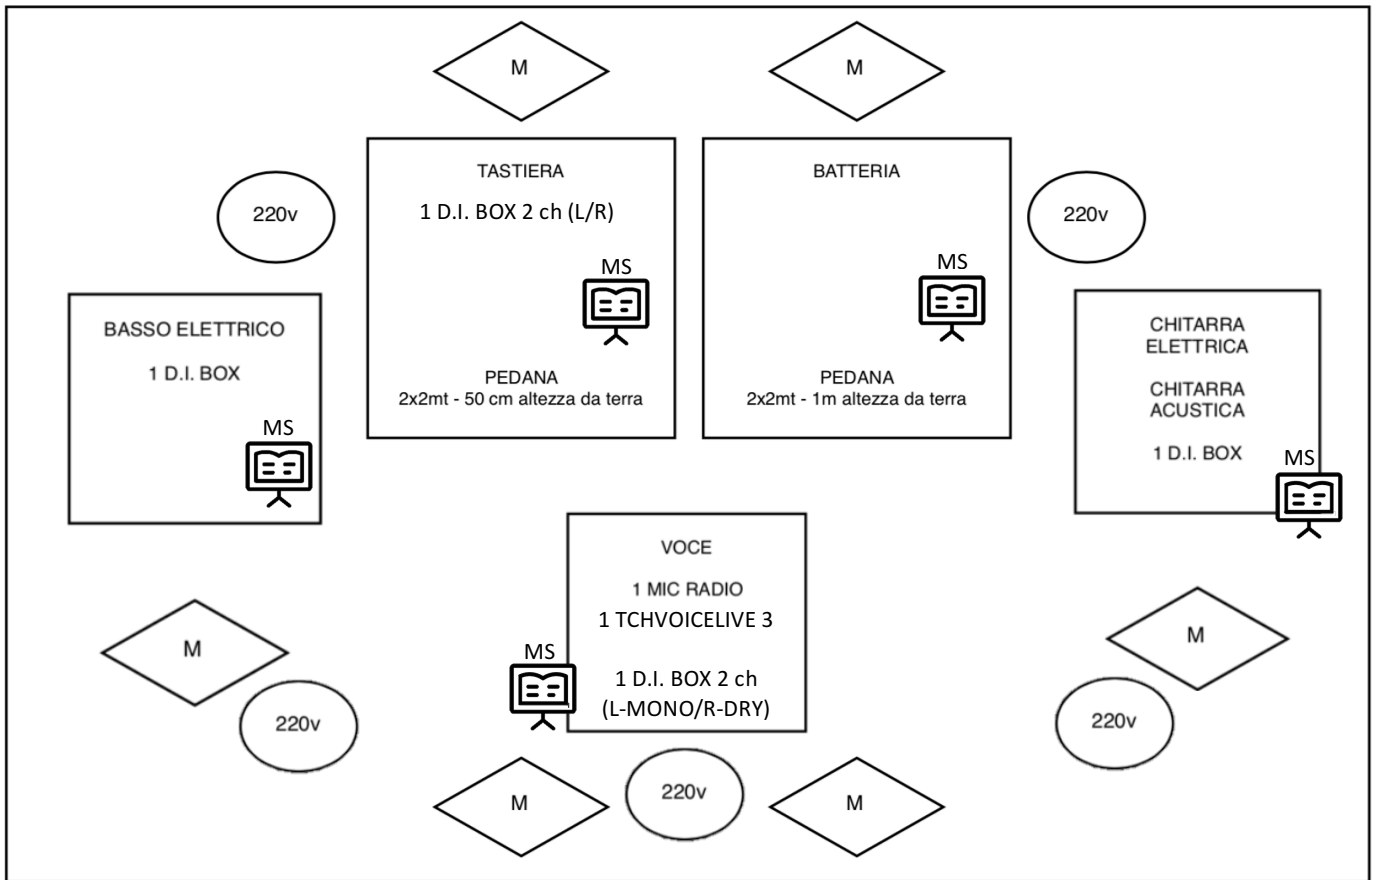 M
M
TASTIERA
1 D.I. BOX 2 ch (L/R)
MS
PEDANA
2x2mt - 50 cm altezza da terra
BATTERIA
MS
PEDANA
2x2mt - 1m altezza da terra
220v
220v
BASSO ELETTRICO
1 D.I. BOX
MS
CHITARRA
ELETTRICA
CHITARRA
ACUSTICA
1 D.I. BOX
MS
VOCE
1 MIC RADIO
1 TCHVOICELIVE 3
MS
1 D.I. BOX 2 ch
(L-MONO/R-DRY)
M
220v
M
220v
M
220v
M